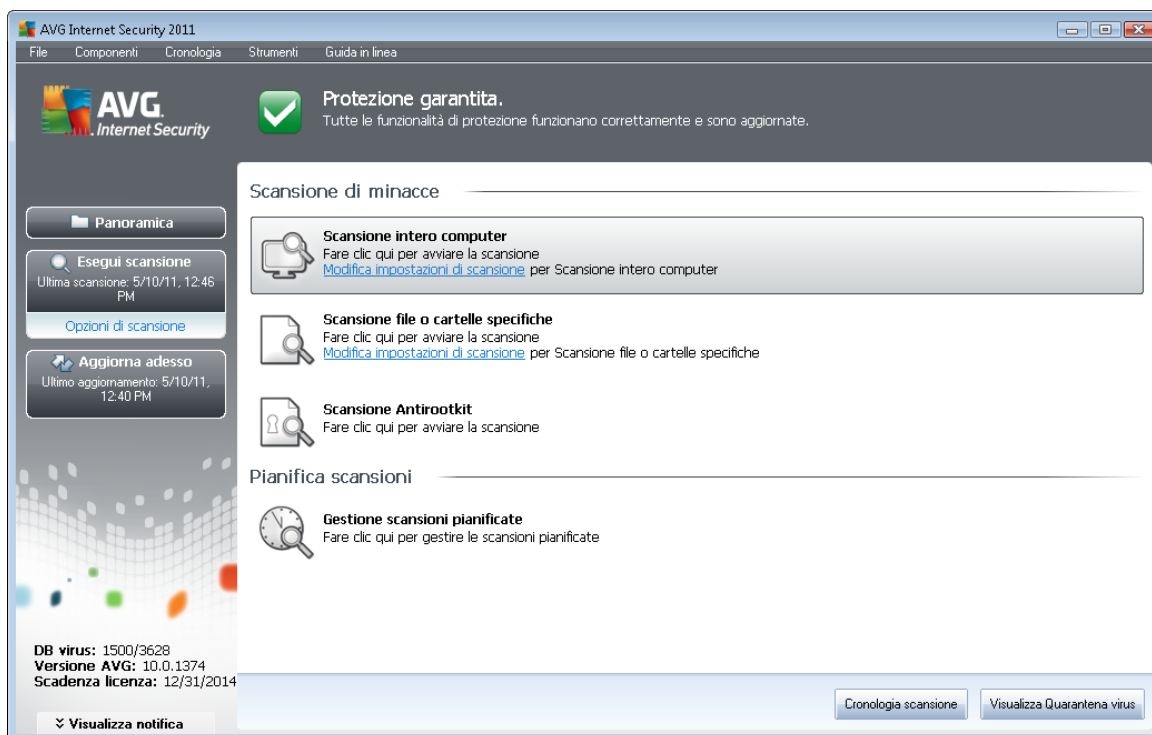 AVG Internet Security 2011
File Componenti Cronologia Strumenti Guida in linea
AVG.
Internet Security
Protezione garantita.
Tutte le funzionalità di protezione funzionano correttamente e sono aggiornate.
Panoramica
Esegui scansione
Ultima scansione: 5/10/11, 12:46
PM
Opzioni di scansione
Aggiorna adesso
Ultimo aggiornamento: 5/10/11,
12:40 PM
DB virus: 1500/3628
Versione AVG: 10.0.1374
Scadenza licenza: 12/31/2014
Visualizza notifica
Scansione di minacce
Scansione intero computer
Fare clic qui per avviare la scansione
Modifica impostazioni di scansione per Scansione intero computer
Scansione file o cartelle specifiche
Fare clic qui per avviare la scansione
Modifica impostazioni di scansione per Scansione file o cartelle specifiche
Scansione Antirootkit
Fare clic qui per avviare la scansione
Pianifica scansioni
Gestione scansioni pianificate
Fare clic qui per gestire le scansioni pianificate
Cronologia scansione
Visualizza Quarantena virus